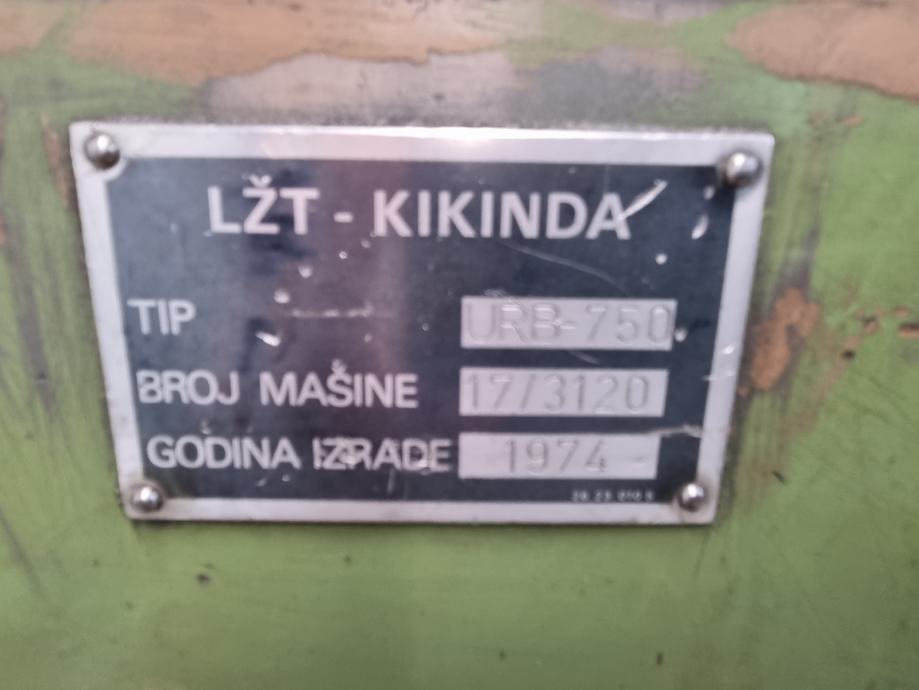 LŽT - KIKINDA
TIP URB-750
BROJ MAŠINE 17/3120
GODINA IZRADE 1974